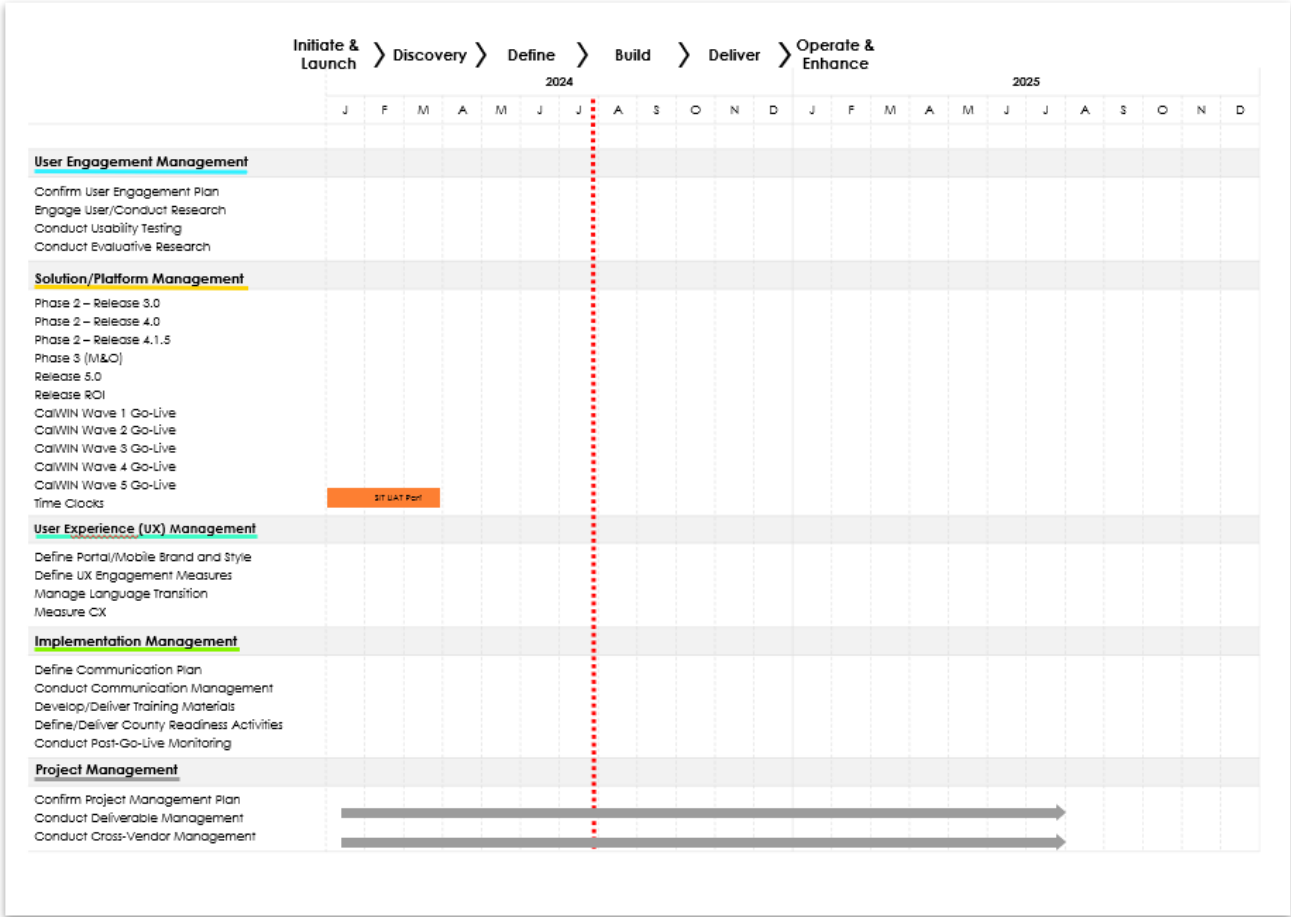 Initiate & Launch
Discovery
Define
Build
Deliver
Operate & Enhance
2024
2025
J F M A M J J A S O N D J F M A M J J A S O N D
User Engagement Management
Confirm User Engagement Plan
Engage User/Conduct Research
Conduct Usability Testing
Conduct Evaluative Research
Solution/Platform Management
Phase 2 – Release 3.0
Phase 2 – Release 4.0
Phase 2 – Release 4.1.5
Phase 3 (M&O)
Release 5.0
Release ROI
CalWIN Wave 1 Go-Live
CalWIN Wave 2 Go-Live
CalWIN Wave 3 Go-Live
CalWIN Wave 4 Go-Live
CalWIN Wave 5 Go-Live
Time Clocks
SIT UAT Perf
User Experience (UX) Management
Define Portal/Mobile Brand and Style
Define UX Engagement Measures
Manage Language Transition
Measure CX
Implementation Management
Define Communication Plan
Conduct Communication Management
Develop/Deliver Training Materials
Define/Deliver County Readiness Activities
Conduct Post-Go-Live Monitoring
Project Management
Confirm Project Management Plan
Conduct Deliverable Management
Conduct Cross-Vendor Management